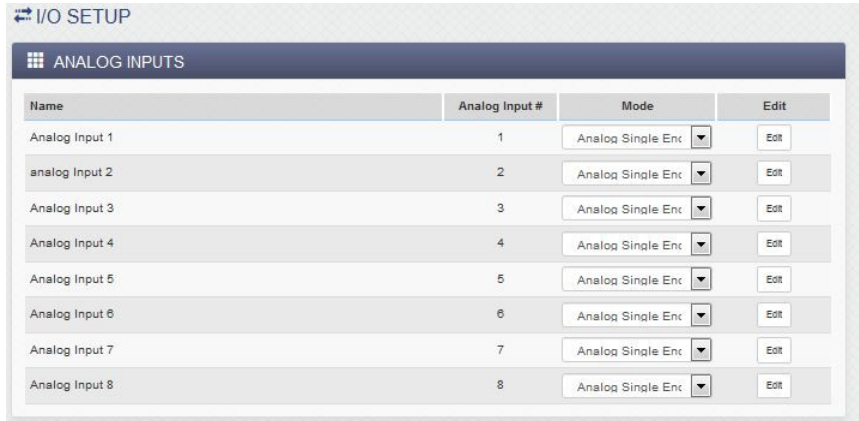 I/O SETUP
ANALOG INPUTS
Name Analog Input # Mode Edit
Analog Input 1 1 Analog Single Enc Edit
analog Input 2 2 Analog Single Enc Edit
Analog Input 3 3 Analog Single Enc Edit
Analog Input 4 4 Analog Single Enc Edit
Analog Input 5 5 Analog Single Enc Edit
Analog Input 6 6 Analog Single Enc Edit
Analog Input 7 7 Analog Single Enc Edit
Analog Input 8 8 Analog Single Enc Edit